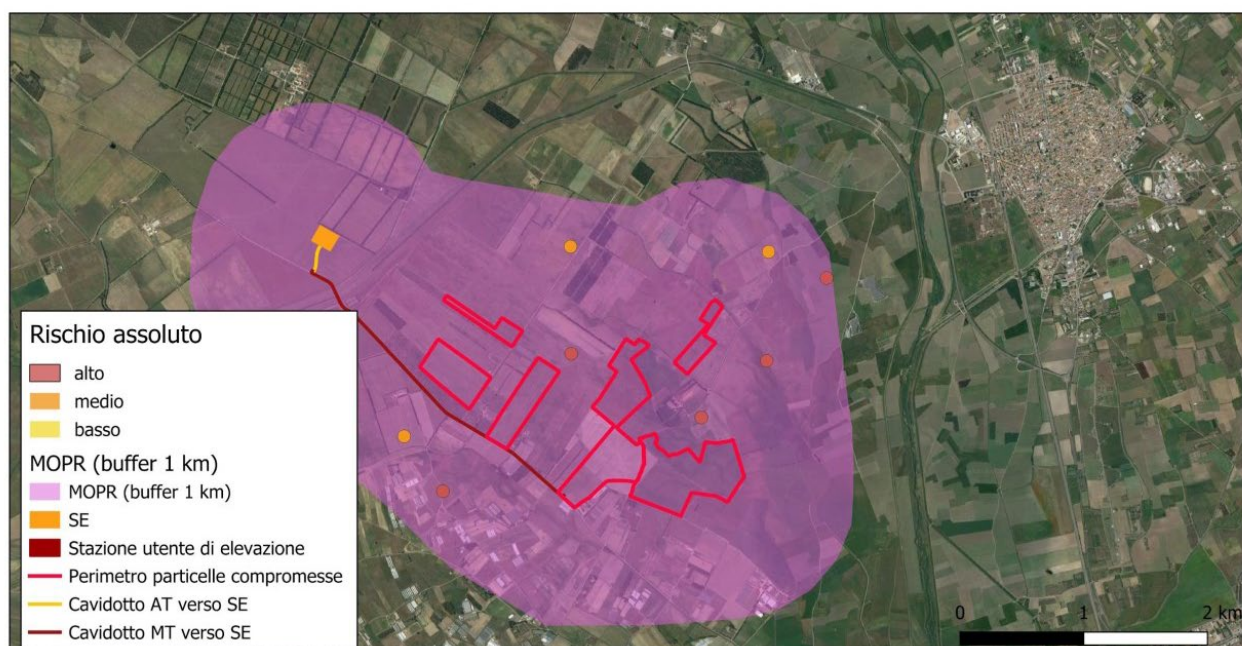 Rischio assoluto
alto
medio
basso
MOPR (buffer 1 km)
MOPR (buffer 1 km)
SE
Stazione utente di elevazione
Perimetro particelle compromesse
Cavidotto AT verso SE
Cavidotto MT verso SE
0 1 2 km